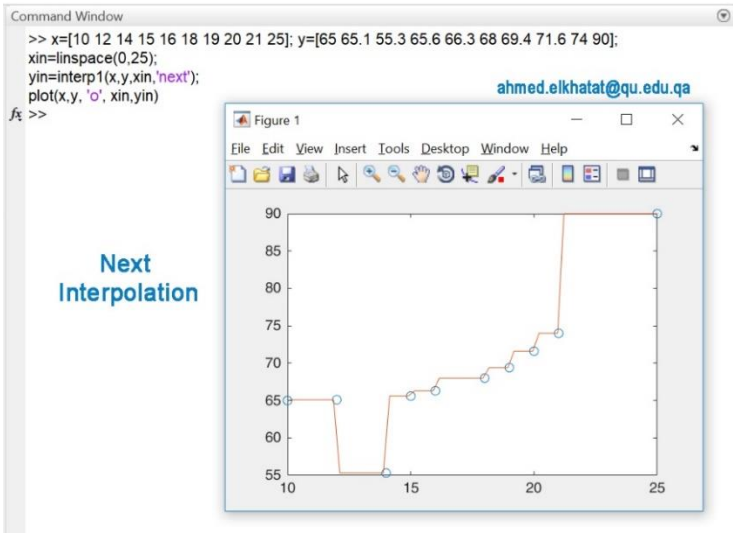 Command Window
>> x=[10 12 14 15 16 18 19 20 21 25]; y=[65 65.1 55.3 65.6 66.3 68 69.4 71.6 74 90];
xin=linspace(0,25);
yin=interp1(x,y,xin,'next');
plot(x,y, 'o', xin,yin)
fx >>
ahmed.elkhatat@qu.edu.qa
Figure 1
File Edit View Insert Tools Desktop Window Help
Next
Interpolation
90
85
80
75
70
65
60
55
10 15 20 25